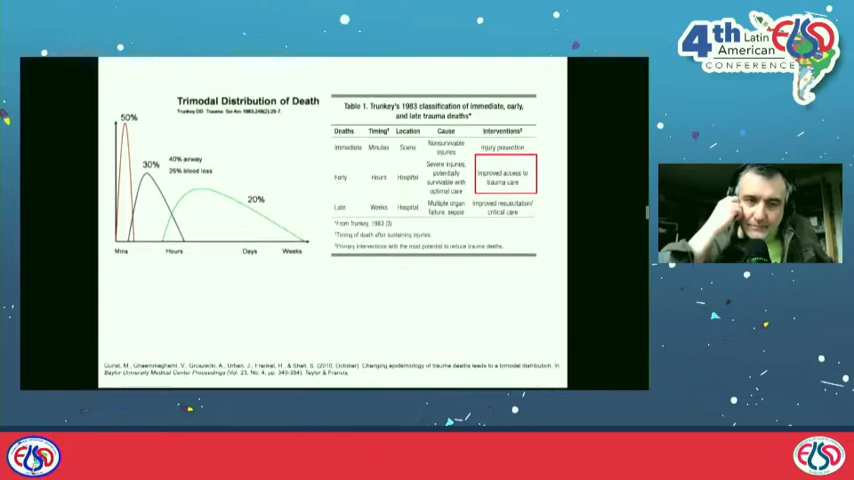 4th Latin
American
CONFERENCE
ELSO
Trimodal Distribution of Death
Trunkey DD. Trauma. Sci Am 1983;249(2):28-7.
50%
30%
40% airway
25% blood loss
20%
Mins
Hours
Days
Weeks
Table 1. Trunkey's 1983 classification of immediate, early,
and late trauma deaths*
Deaths Timing† Location Cause Interventions‡
Immediate Minutes Scene Nonsurvivable injuries Injury prevention
Early Hours Hospital Severe injuries, potentially survivable with optimal care Improved access to trauma care
Late Weeks Hospital Multiple organ failure, sepsis Improved resuscitation/ critical care
*From Trunkey, 1983 (3)
†Timing of death after sustaining injuries.
‡Primary interventions with the most potential to reduce trauma deaths.
M., Ghaemmaghami, V., Gruszecki, A., Urban, J., Frankel, H., & Shafi, S. (2010, October). Changing epidemiology of trauma deaths leads to a bimodal distribution. In
Baylor University Medical Center Proceedings (Vol. 23, No. 4, pp. 349-354). Taylor & Francis.
ELSO
ELSO